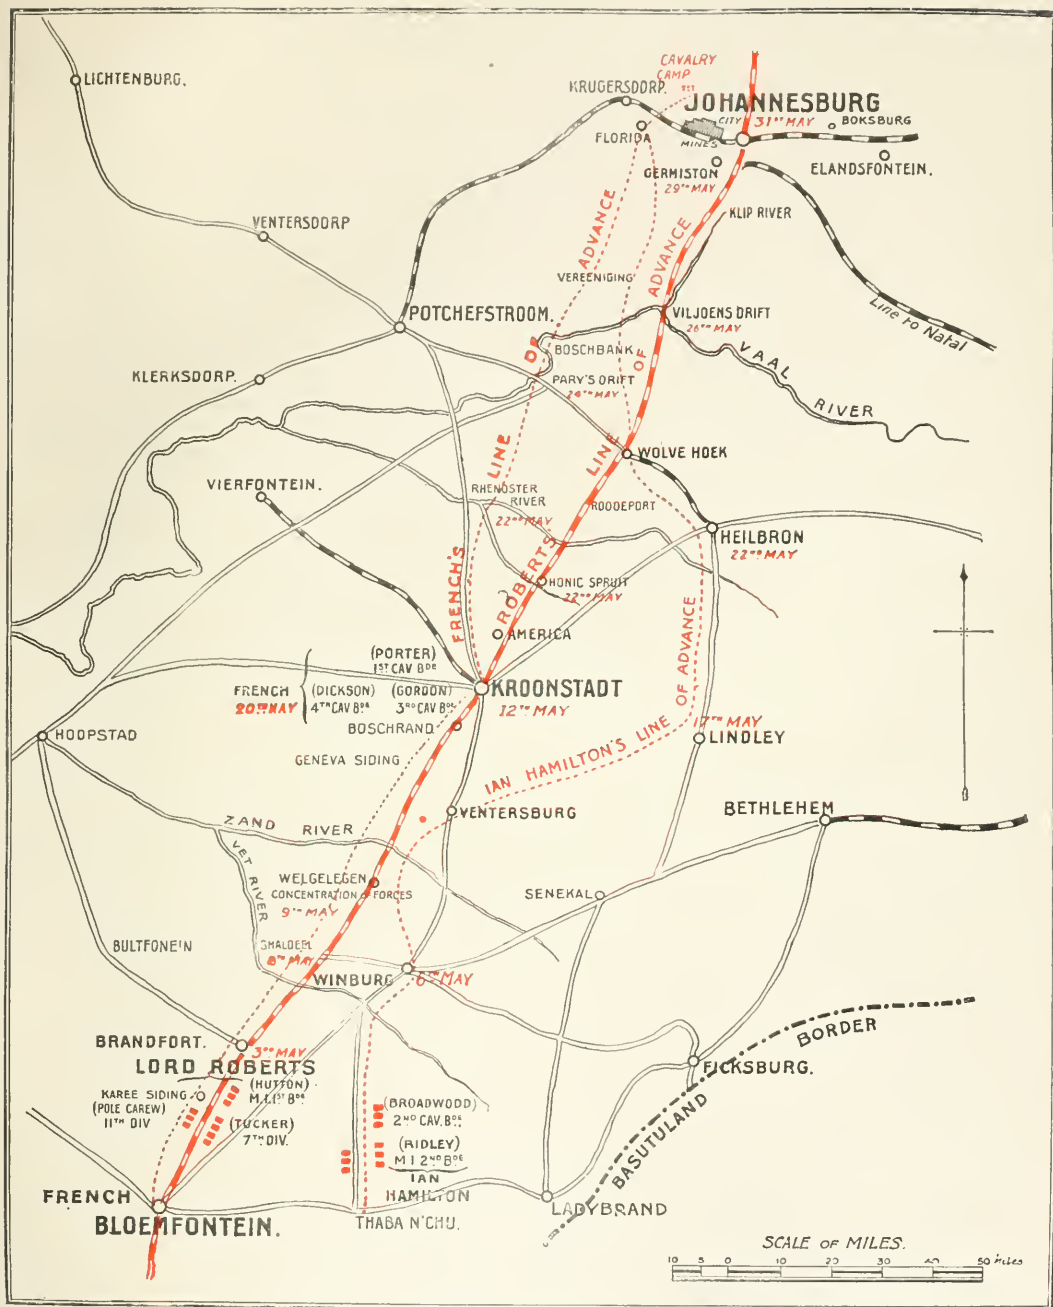 LICHTENBURG.
CAVALRY
CAMP
KRUGERSDORP.
JOHANNESBURG
CITY 31ST MAY
BOKSBURG
FLORIDA
MINES
ELANDSFONTEIN.
GERMISTON
29TH MAY
VENTERSDORP
KLIP RIVER
ADVANCE
ADVANCE
VEREENIGING
POTCHEFSTROOM.
VILJOENS DRIFT
26TH MAY
Line to Natal
OF
BOSCHBANK
OF
VAAL
RIVER
KLERKSDORP.
PARY'S DRIFT
24TH MAY
LINE
LINE
WOLVE HOEK
VIERFONTEIN.
RHENOSTER
RIVER
22ND MAY
ROODEPORT
HEILBRON
22ND MAY
FRENCH'S
ROBERTS'
HONIC SPRUIT
22ND MAY
AMERICA
(PORTER)
1ST CAV BDE
FRENCH
20TH MAY
(DICKSON)
4TH CAV BDE
(GORDON)
3RD CAV BDE
KROONSTADT
12TH MAY
BOSCHRAND
HOOPSTAD
GENEVA SIDING
17TH MAY
LINDLEY
IAN HAMILTON'S LINE OF ADVANCE
VENTERSBURG
BETHLEHEM
ZAND RIVER
VET RIVER
WELGELEGEN
CONCENTRATION OF FORCES
9TH MAY
SENEKAL
BULTFONEIN
SMALDEEL
8TH MAY
WINBURG
6TH MAY
BRANDFORT.
3RD MAY
LORD ROBERTS
BORDER
FICKSBURG.
BASUTULAND
KAREE SIDING
(POLE CAREW)
11TH DIV
(HUTTON)
M.I. 1ST BDE
(TUCKER)
7TH DIV.
(BROADWOOD)
2ND CAV. BDE
(RIDLEY)
M I 2ND BDE
IAN
HAMILTON
FRENCH
BLOEMFONTEIN.
THABA N'CHU.
LADYBRAND
SCALE OF MILES.
10 5 0 10 20 30 40 50 Miles